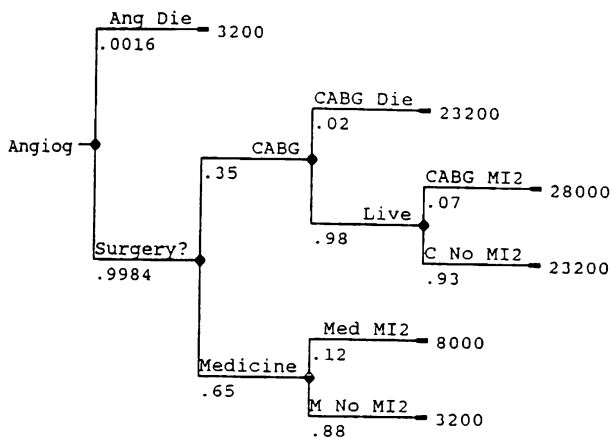 Ang Die
3200
.0016
CABG Die
23200
.02
Angiog
CABG
.35
CABG MI2
28000
.07
Live
.98
C No MI2
23200
.93
Surgery?
.9984
Med MI2
8000
.12
Medicine
.65
M No MI2
3200
.88